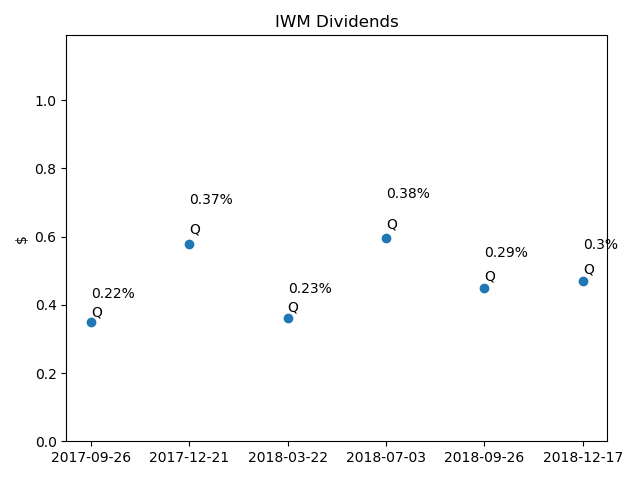 IWM Dividends
$
1.0
0.8
0.6
0.4
0.2
0.0
0.22%
Q
0.37%
Q
0.23%
Q
0.38%
Q
0.29%
Q
0.3%
Q
2017-09-26
2017-12-21
2018-03-22
2018-07-03
2018-09-26
2018-12-17